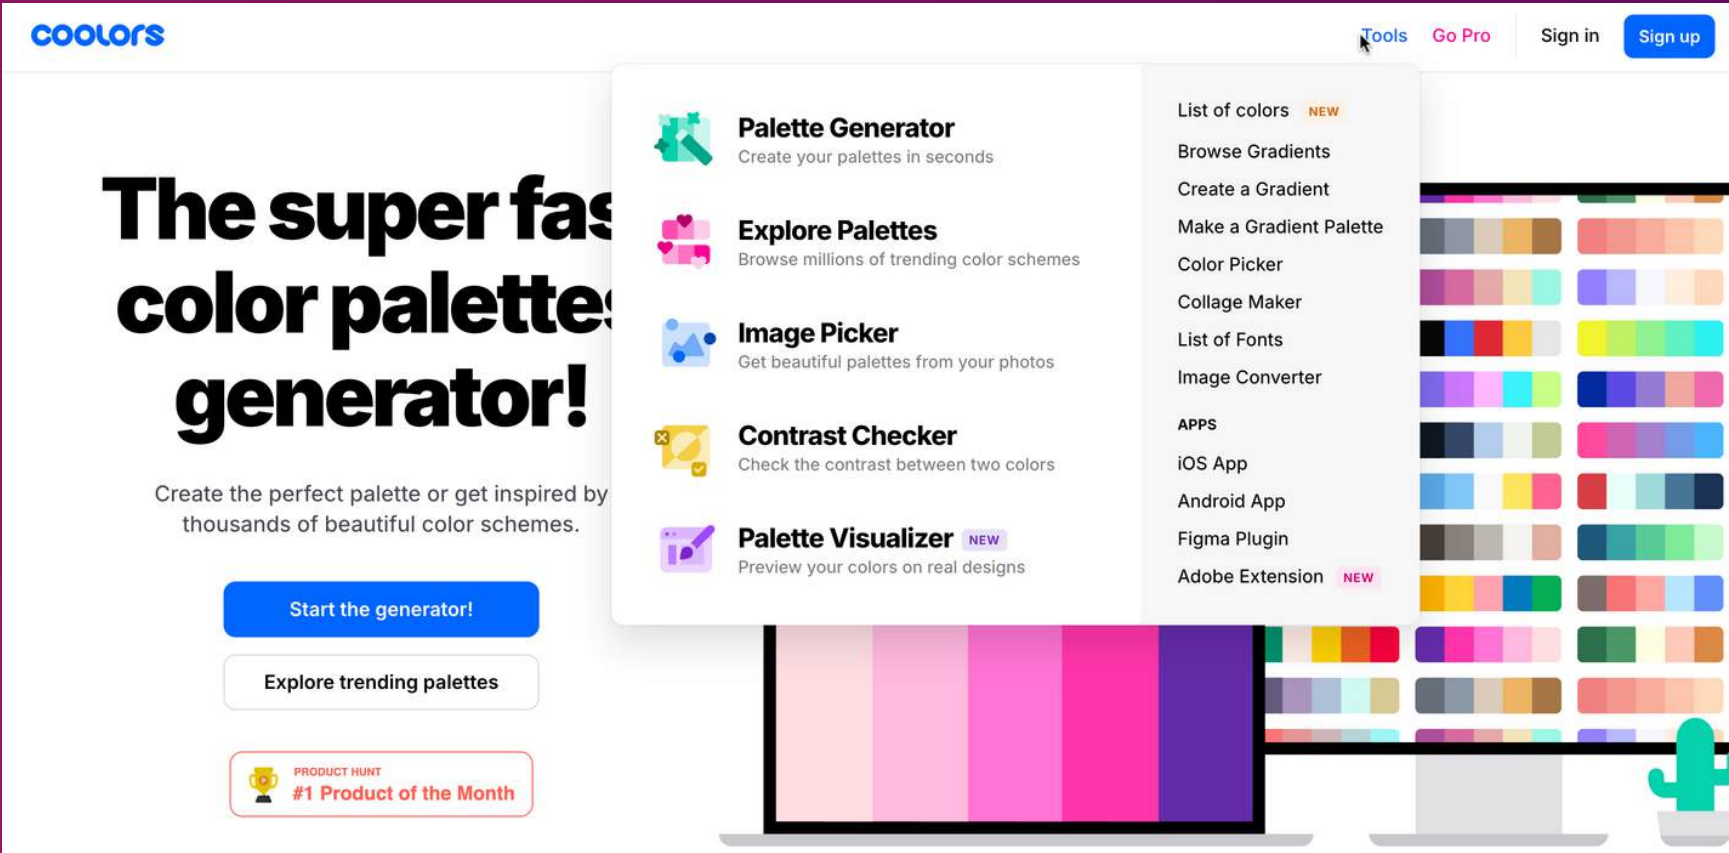 coolors
Tools
Go Pro
Sign in
Sign up
The super fas
color palettes
generator!
Create the perfect palette or get inspired by
thousands of beautiful color schemes.
Start the generator!
Explore trending palettes
PRODUCT HUNT
#1 Product of the Month
Palette Generator
Create your palettes in seconds
Explore Palettes
Browse millions of trending color schemes
Image Picker
Get beautiful palettes from your photos
Contrast Checker
Check the contrast between two colors
Palette Visualizer NEW
Preview your colors on real designs
List of colors NEW
Browse Gradients
Create a Gradient
Make a Gradient Palette
Color Picker
Collage Maker
List of Fonts
Image Converter
APPS
iOS App
Android App
Figma Plugin
Adobe Extension NEW